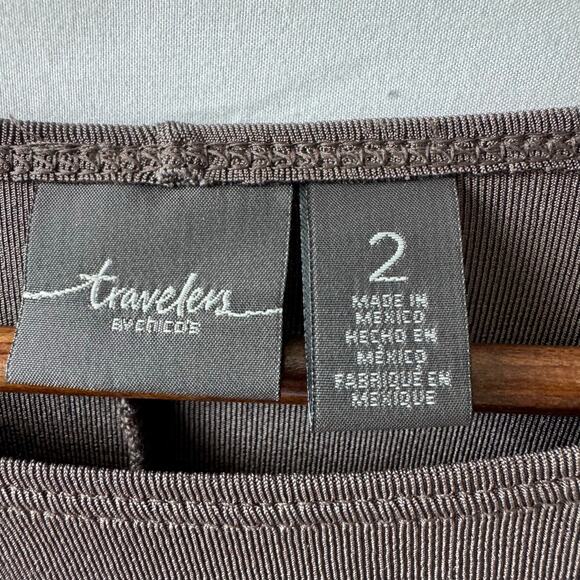 travelers
BY chico's
2
MADE IN
MEXICO
HECHO EN
MÉXICO
FABRIQUÉ EN
MEXIQUE